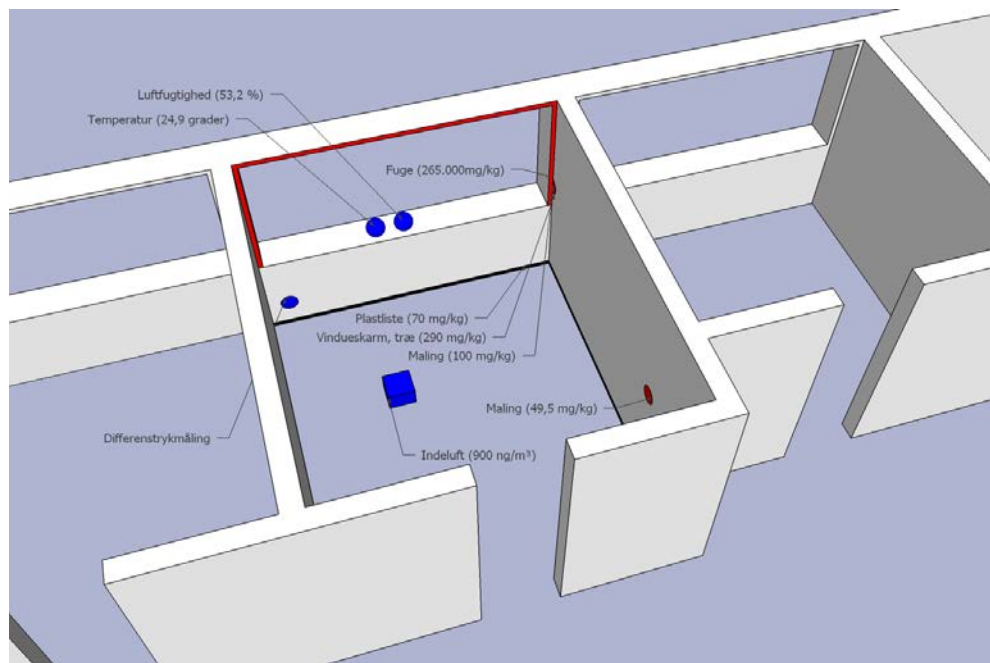 Luftfugtighed (53,2 %)
Temperatur (24,9 grader)
Fuge (265.000mg/kg)
Plastliste (70 mg/kg)
Vindueskarm, træ (290 mg/kg)
Maling (100 mg/kg)
Maling (49,5 mg/kg)
Differenstrykmåling
Indeluft (900 ng/m³)